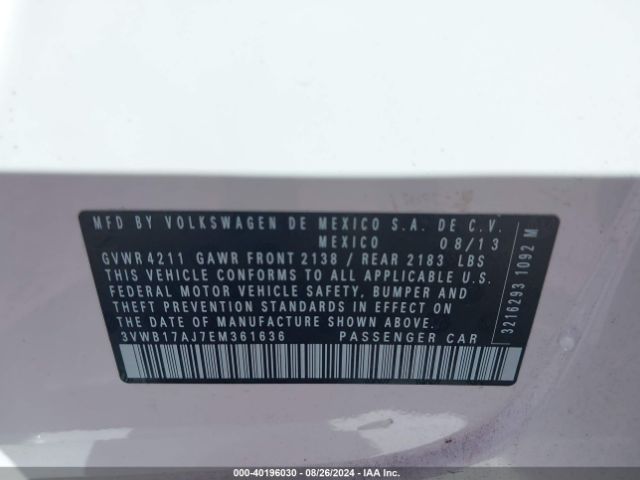 MFD BY VOLKSWAGEN DE MEXICO S.A. DE C.V.
MEXICO 08/13
GVWR 4211 GAWR FRONT 2138 / REAR 2183 LBS
THIS VEHICLE CONFORMS TO ALL APPLICABLE U.S.
FEDERAL MOTOR VEHICLE SAFETY, BUMPER AND
THEFT PREVENTION STANDARDS IN EFFECT ON
THE DATE OF MANUFACTURE SHOWN ABOVE.
3VWB17AJ7EM361636 PASSENGER CAR
3216293 1092 M
000-40196030 - 08/26/2024 - IAA Inc.